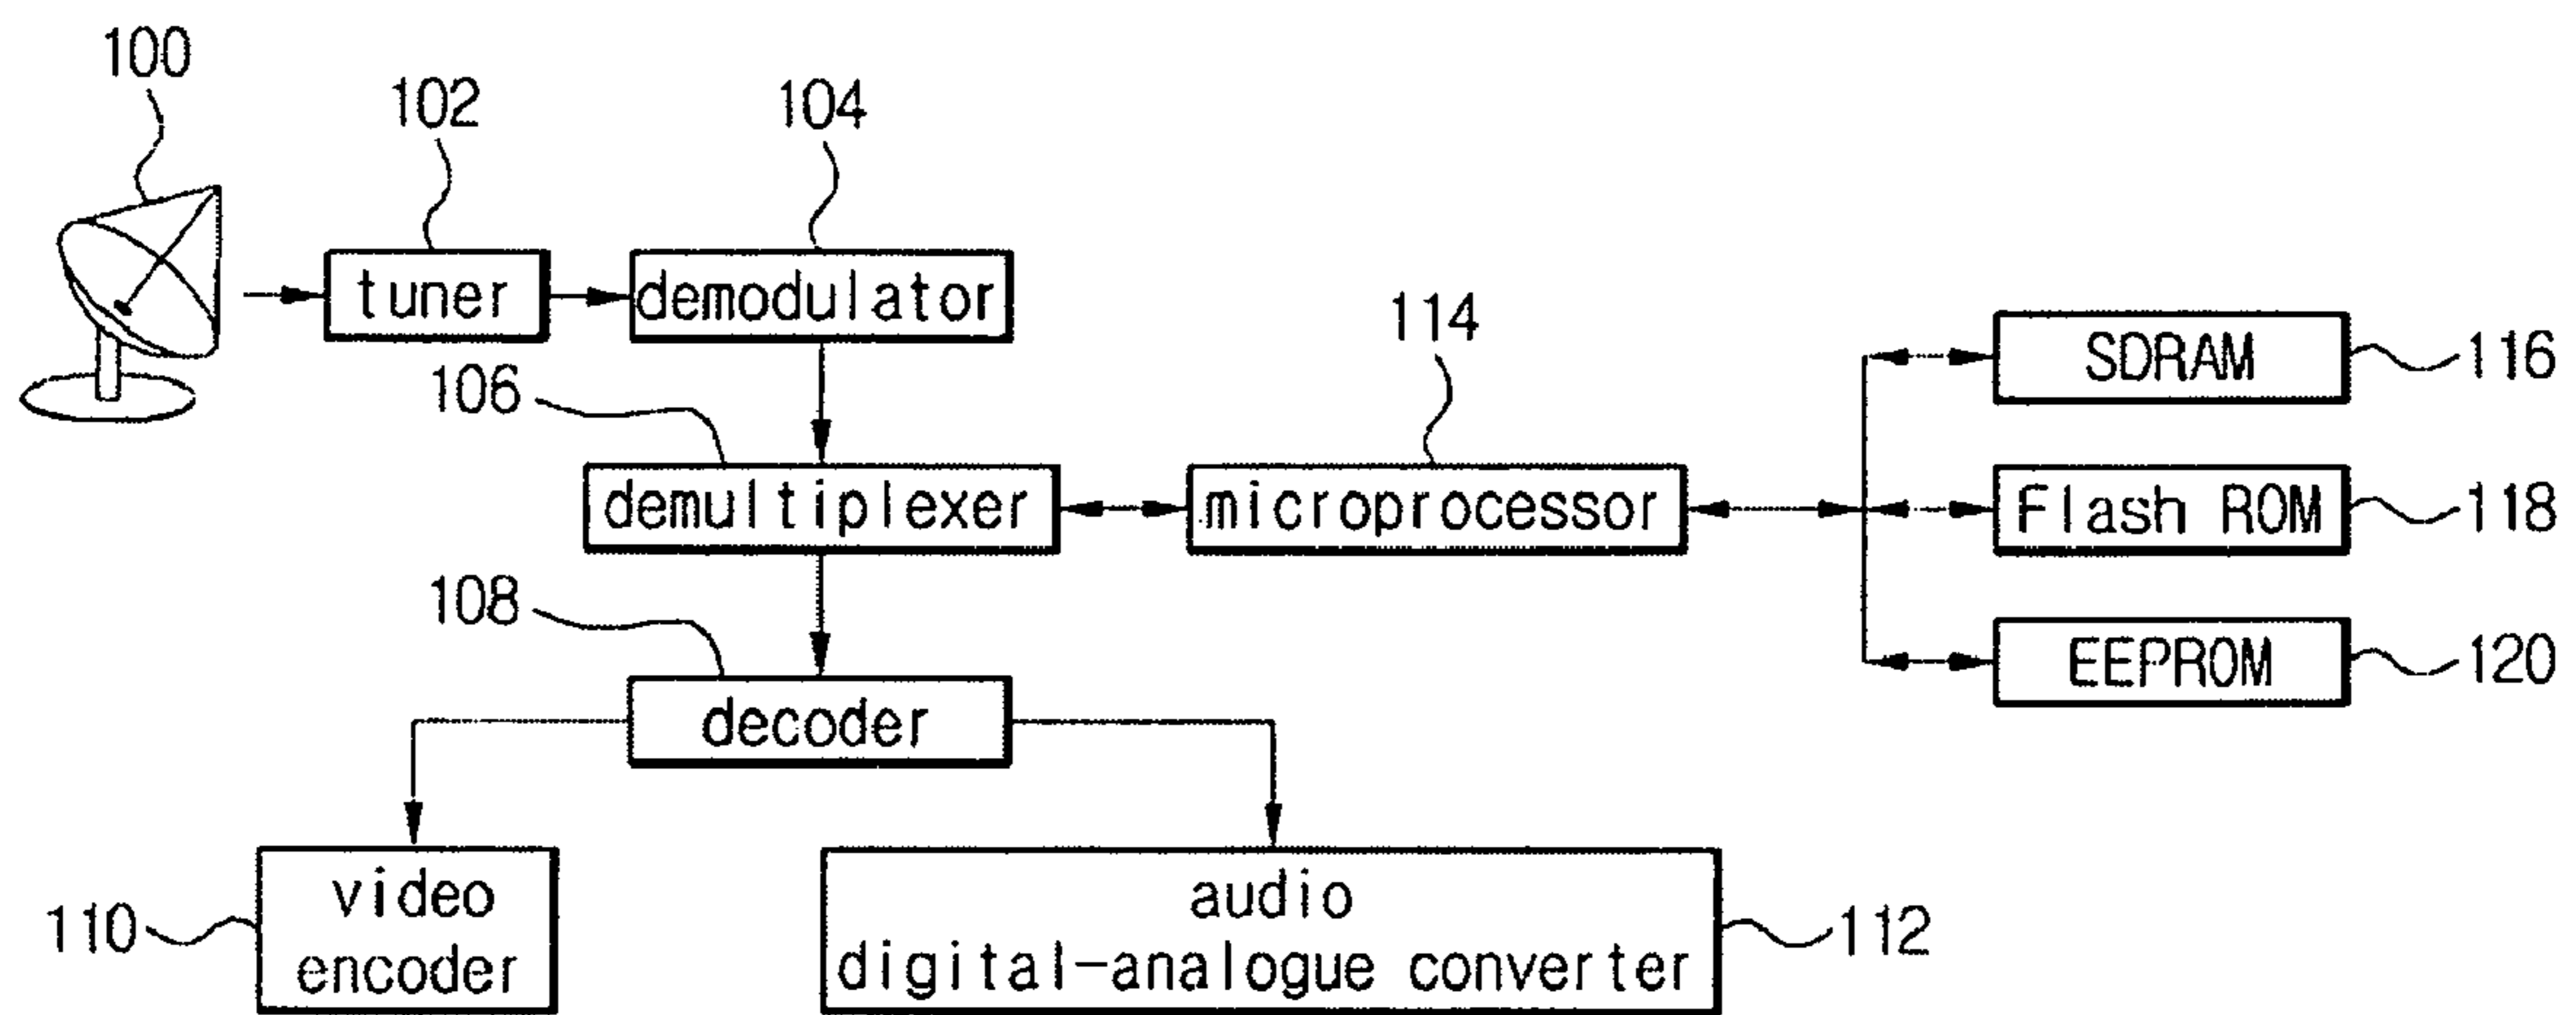 100
102
104
tuner
demodulator
114
106
SDRAM
116
demultiplexer
microprocessor
Flash ROM
118
108
decoder
EEPROM
120
110
video
encoder
audio
digital-analogue converter
112